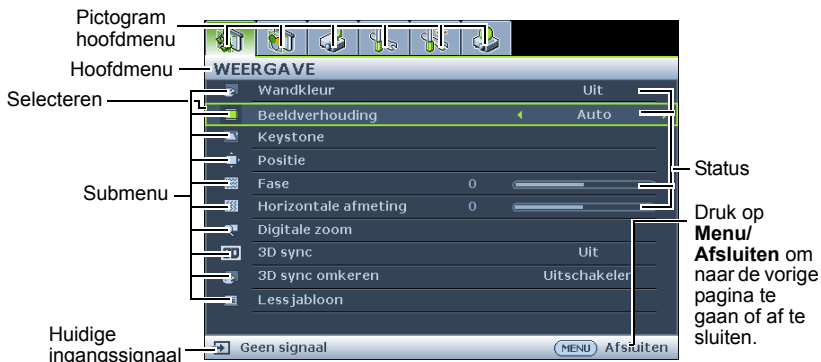 Pictogram
hoofdmenu
Hoofdmenu
WEERGAVE
Selecteren
Wandkleur Uit
Beeldverhouding Auto
Keystone
Positie
Submenu
Fase 0
Horizontale afmeting 0
Digitale zoom
3D sync Uit
3D sync omkeren Uitschakelen
Lessjabloon
Status
Druk op
Menu/
Afsluiten om
naar de vorige
pagina te
gaan of af te
sluiten.
Huidige
ingangssignaal
Geen signaal MENU Afsluiten